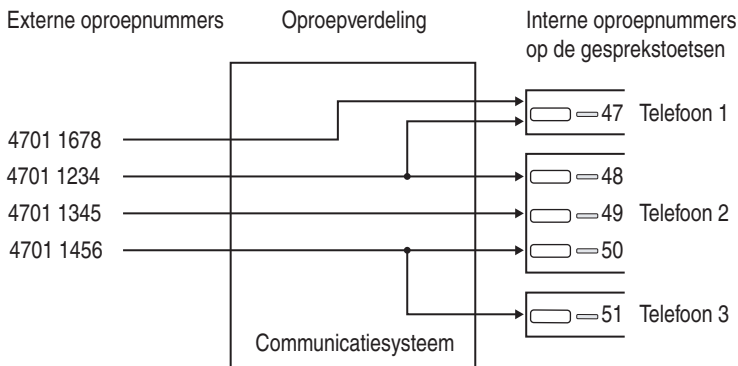 Externe oproepnummers
Oproepverdeling
Interne oproepnummers
op de gesprekstoetsen
4701 1678
4701 1234
4701 1345
4701 1456
47 Telefoon 1
48
49 Telefoon 2
50
51 Telefoon 3
Communicatiesysteem